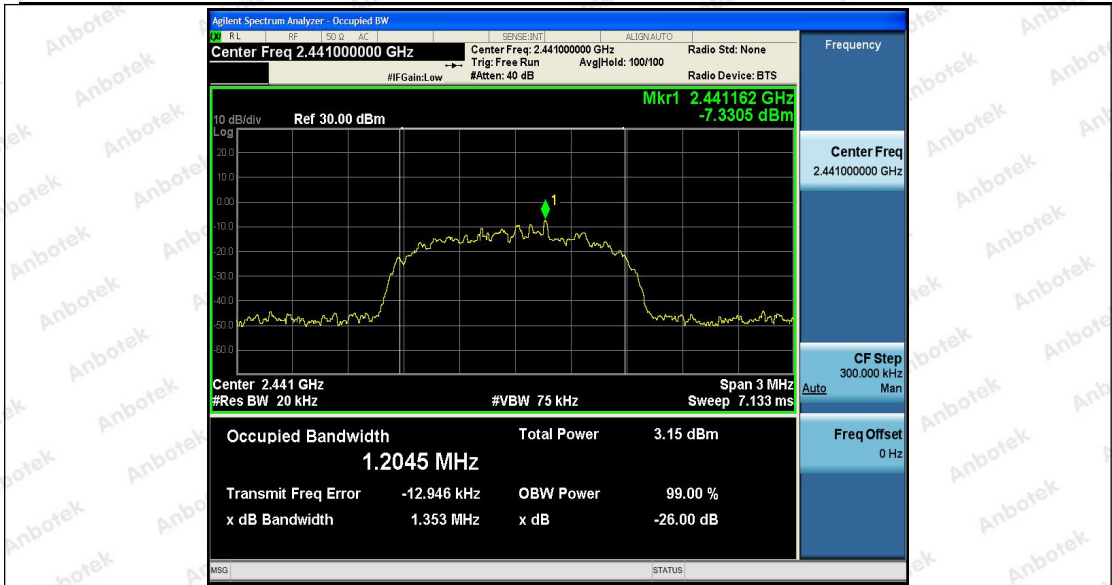 Agilent Spectrum Analyzer - Occupied BW
RL RF 50 Ω AC SENSE:INT ALIGNAUTO
Center Freq 2.441000000 GHz
Center Freq: 2.441000000 GHz Radio Std: None
Trig: Free Run Avg|Hold: 100/100
#IFGain:Low #Atten: 40 dB Radio Device: BTS
Mkr1 2.441162 GHz
-7.3305 dBm
10 dB/div Ref 30.00 dBm
Log
20.0
10.0
0.00
-10.0
-20.0
-30.0
-40.0
-50.0
-60.0
1
Center 2.441 GHz Span 3 MHz
#Res BW 20 kHz #VBW 75 kHz Sweep 7.133 ms
Occupied Bandwidth Total Power 3.15 dBm
1.2045 MHz
Transmit Freq Error -12.946 kHz OBW Power 99.00 %
x dB Bandwidth 1.353 MHz x dB -26.00 dB
MSG STATUS
Frequency
Center Freq
2.441000000 GHz
CF Step
300.000 kHz
Auto Man
Freq Offset
0 Hz
Anbotek